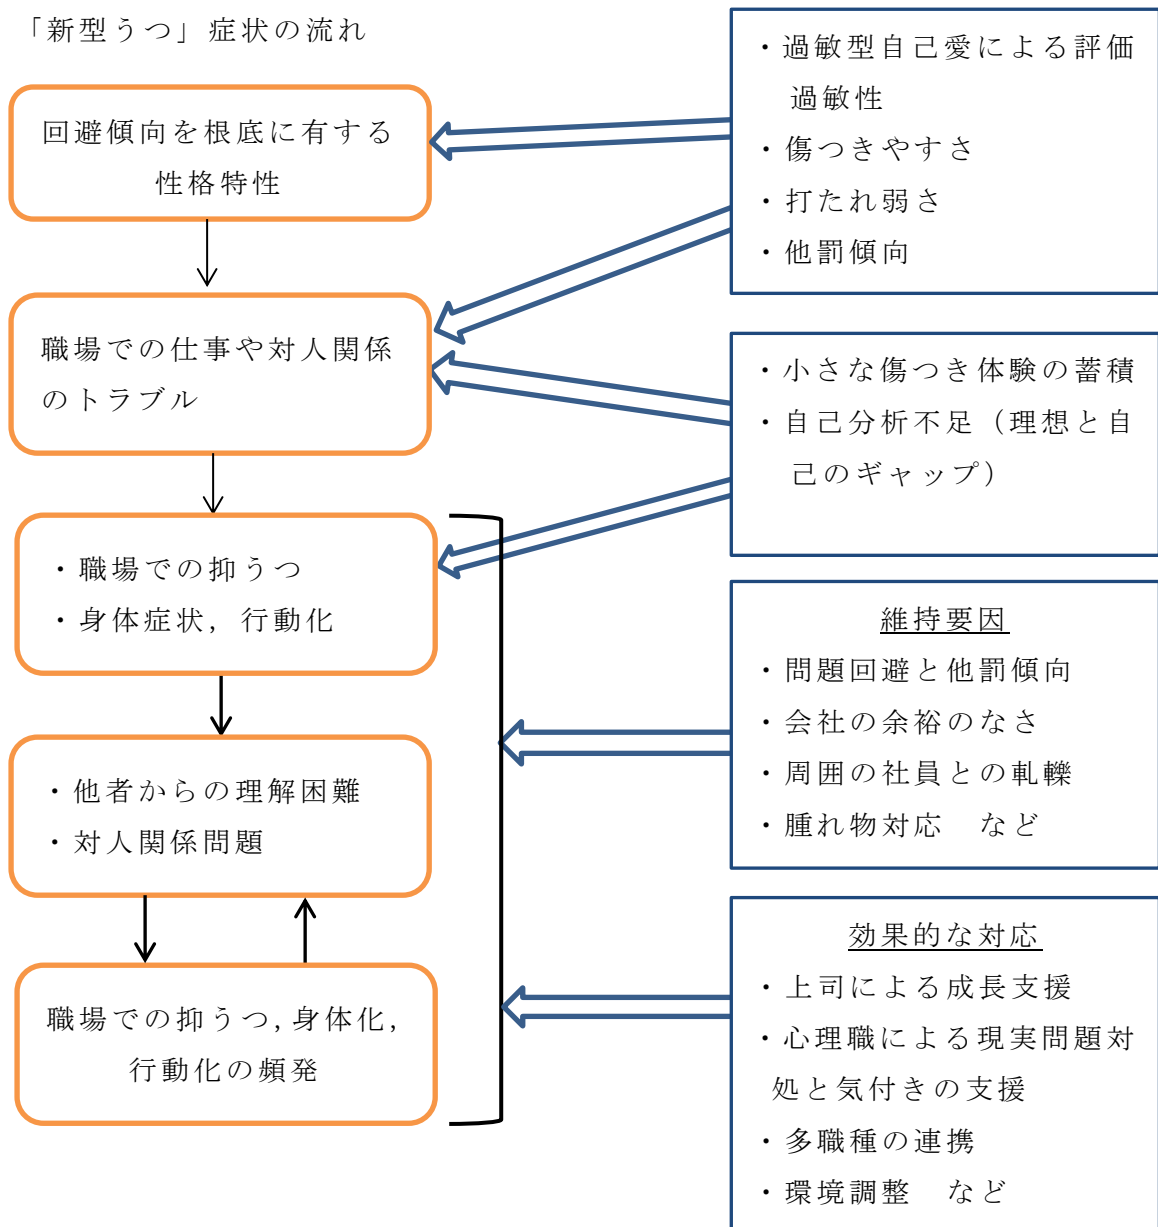 「新型うつ」症状の流れ
回避傾向を根底に有する
性格特性
職場での仕事や対人関係
のトラブル
・職場での抑うつ
・身体症状，行動化
・他者からの理解困難
・対人関係問題
職場での抑うつ，身体化，
行動化の頻発
・過敏型自己愛による評価
過敏性
・傷つきやすさ
・打たれ弱さ
・他罰傾向
・小さな傷つき体験の蓄積
・自己分析不足（理想と自
己のギャップ）
維持要因
・問題回避と他罰傾向
・会社の余裕のなさ
・周囲の社員との軋轢
・腫れ物対応　など
効果的な対応
・上司による成長支援
・心理職による現実問題対
処と気付きの支援
・多職種の連携
・環境調整　など